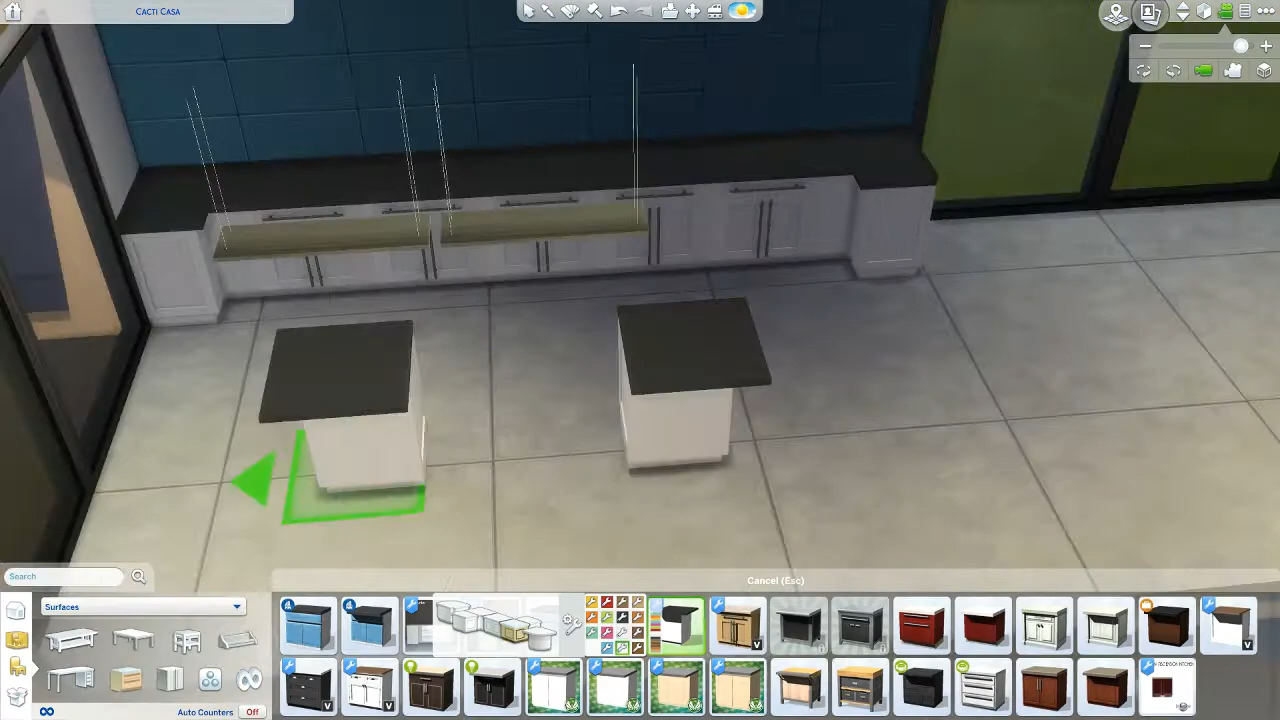 Cacti Casa
Cancel (Esc)
Search
Surfaces
Auto Counters
Off